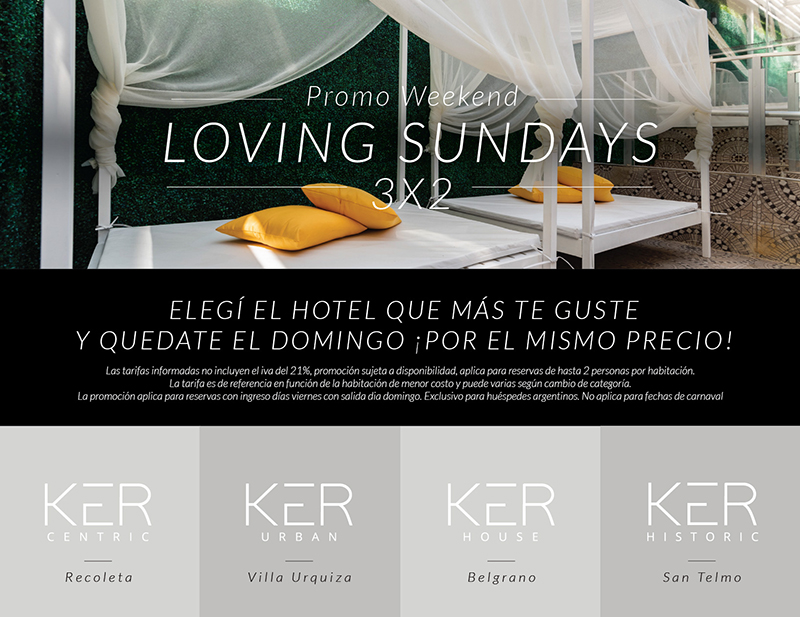 Promo Weekend
LOVING SUNDAYS
3X2
ELEGÍ EL HOTEL QUE MÁS TE GUSTE
Y QUEDATE EL DOMINGO ¡POR EL MISMO PRECIO!
Las tarifas informadas no incluyen el iva del 21%, promoción sujeta a disponibilidad, aplica para reservas de hasta 2 personas por habitación.
La tarifa es de referencia en función de la habitación de menor costo y puede varias según cambio de categoría.
La promoción aplica para reservas con ingreso días viernes con salida dia domingo. Exclusivo para huéspedes argentinos. No aplica para fechas de carnaval
KER
CENTRIC
Recoleta
KER
URBAN
Villa Urquiza
KER
HOUSE
Belgrano
KER
HISTORIC
San Telmo